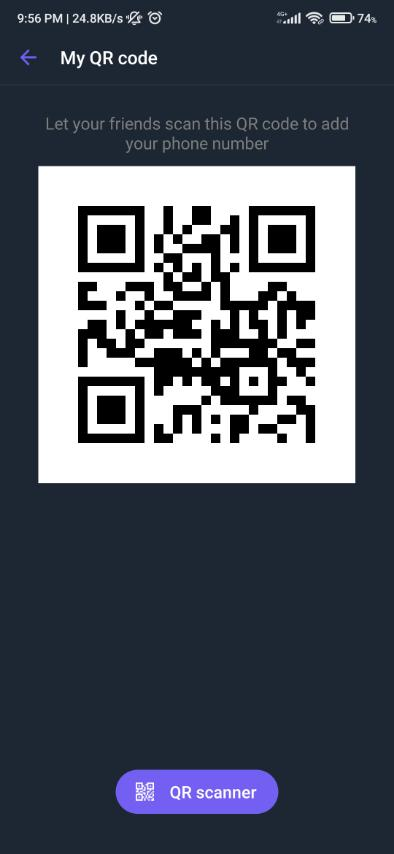 9:56 PM | 24.8KB/s
4G+
74%
My QR code
Let your friends scan this QR code to add
your phone number
QR scanner